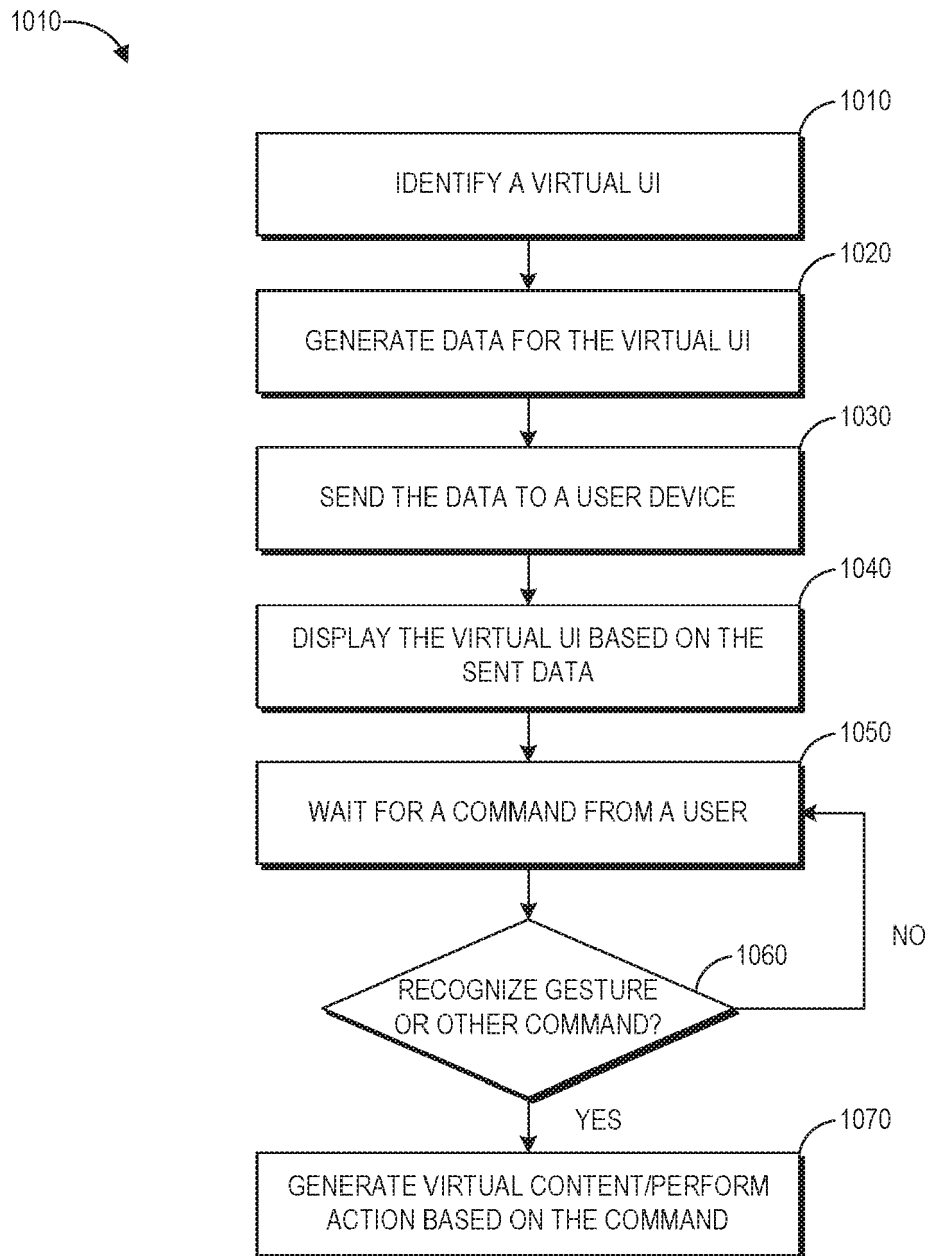 1010
1010
IDENTIFY A VIRTUAL UI
1020
GENERATE DATA FOR THE VIRTUAL UI
1030
SEND THE DATA TO A USER DEVICE
1040
DISPLAY THE VIRTUAL UI BASED ON THE
SENT DATA
1050
WAIT FOR A COMMAND FROM A USER
NO
1060
RECOGNIZE GESTURE
OR OTHER COMMAND?
YES
1070
GENERATE VIRTUAL CONTENT/PERFORM
ACTION BASED ON THE COMMAND